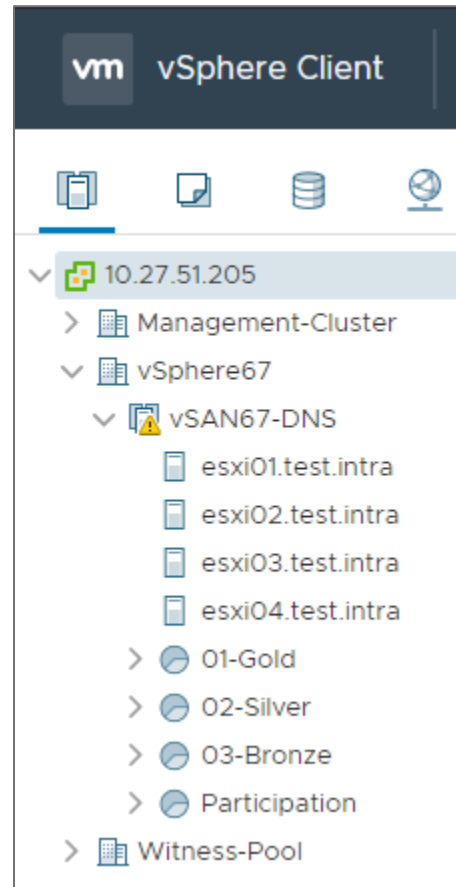 vm vSphere Client
10.27.51.205
Management-Cluster
vSphere67
vSAN67-DNS
esxi01.test.intra
esxi02.test.intra
esxi03.test.intra
esxi04.test.intra
01-Gold
02-Silver
03-Bronze
Participation
Witness-Pool